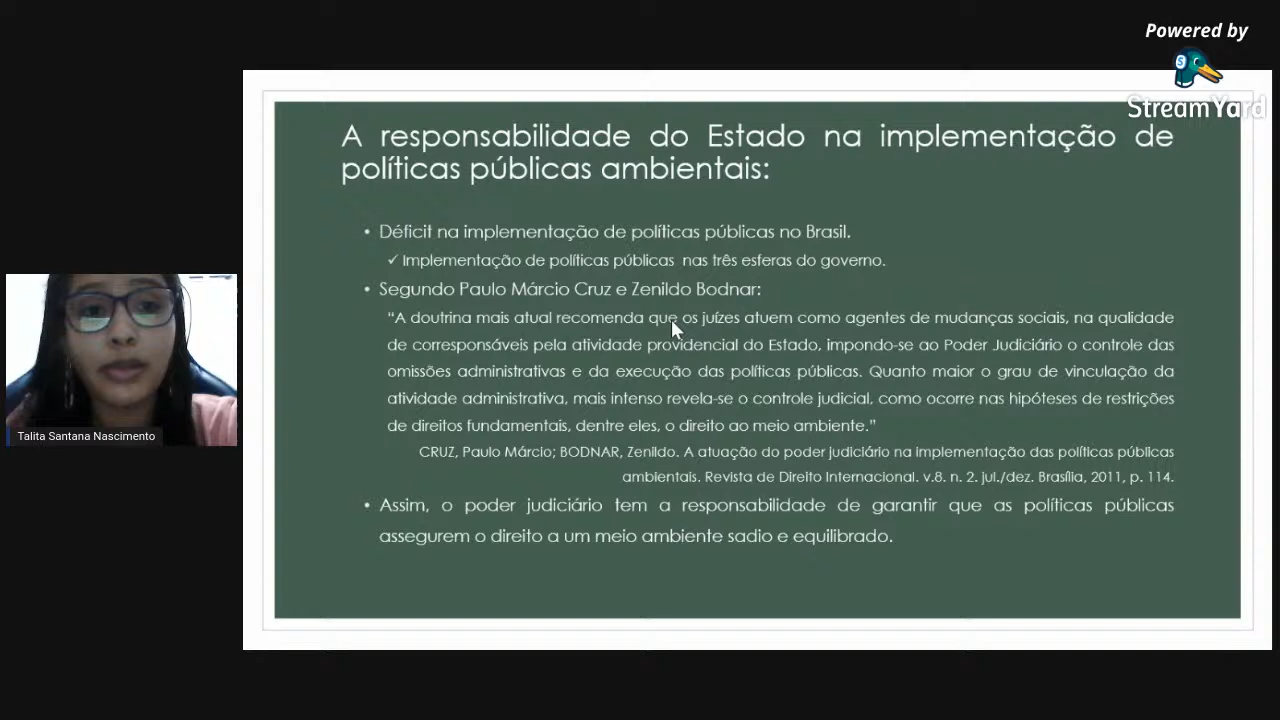 Powered by
StreamYard
A responsabilidade do Estado na implementação de
políticas públicas ambientais:
• Déficit na implementação de políticas públicas no Brasil.
✓ Implementação de políticas públicas nas três esferas do governo.
• Segundo Paulo Márcio Cruz e Zenildo Bodnar:
“A doutrina mais atual recomenda que os juízes atuem como agentes de mudanças sociais, na qualidade
de corresponsáveis pela atividade providencial do Estado, impondo-se ao Poder Judiciário o controle das
omissões administrativas e da execução das políticas públicas. Quanto maior o grau de vinculação da
atividade administrativa, mais intenso revela-se o controle judicial, como ocorre nas hipóteses de restrições
de direitos fundamentais, dentre eles, o direito ao meio ambiente.”
CRUZ, Paulo Márcio; BODNAR, Zenildo. A atuação do poder judiciário na implementação das políticas públicas
ambientais. Revista de Direito Internacional. v.8. n. 2. jul./dez. Brasília, 2011, p. 114.
• Assim, o poder judiciário tem a responsabilidade de garantir que as políticas públicas
assegurem o direito a um meio ambiente sadio e equilibrado.
Talita Santana Nascimento